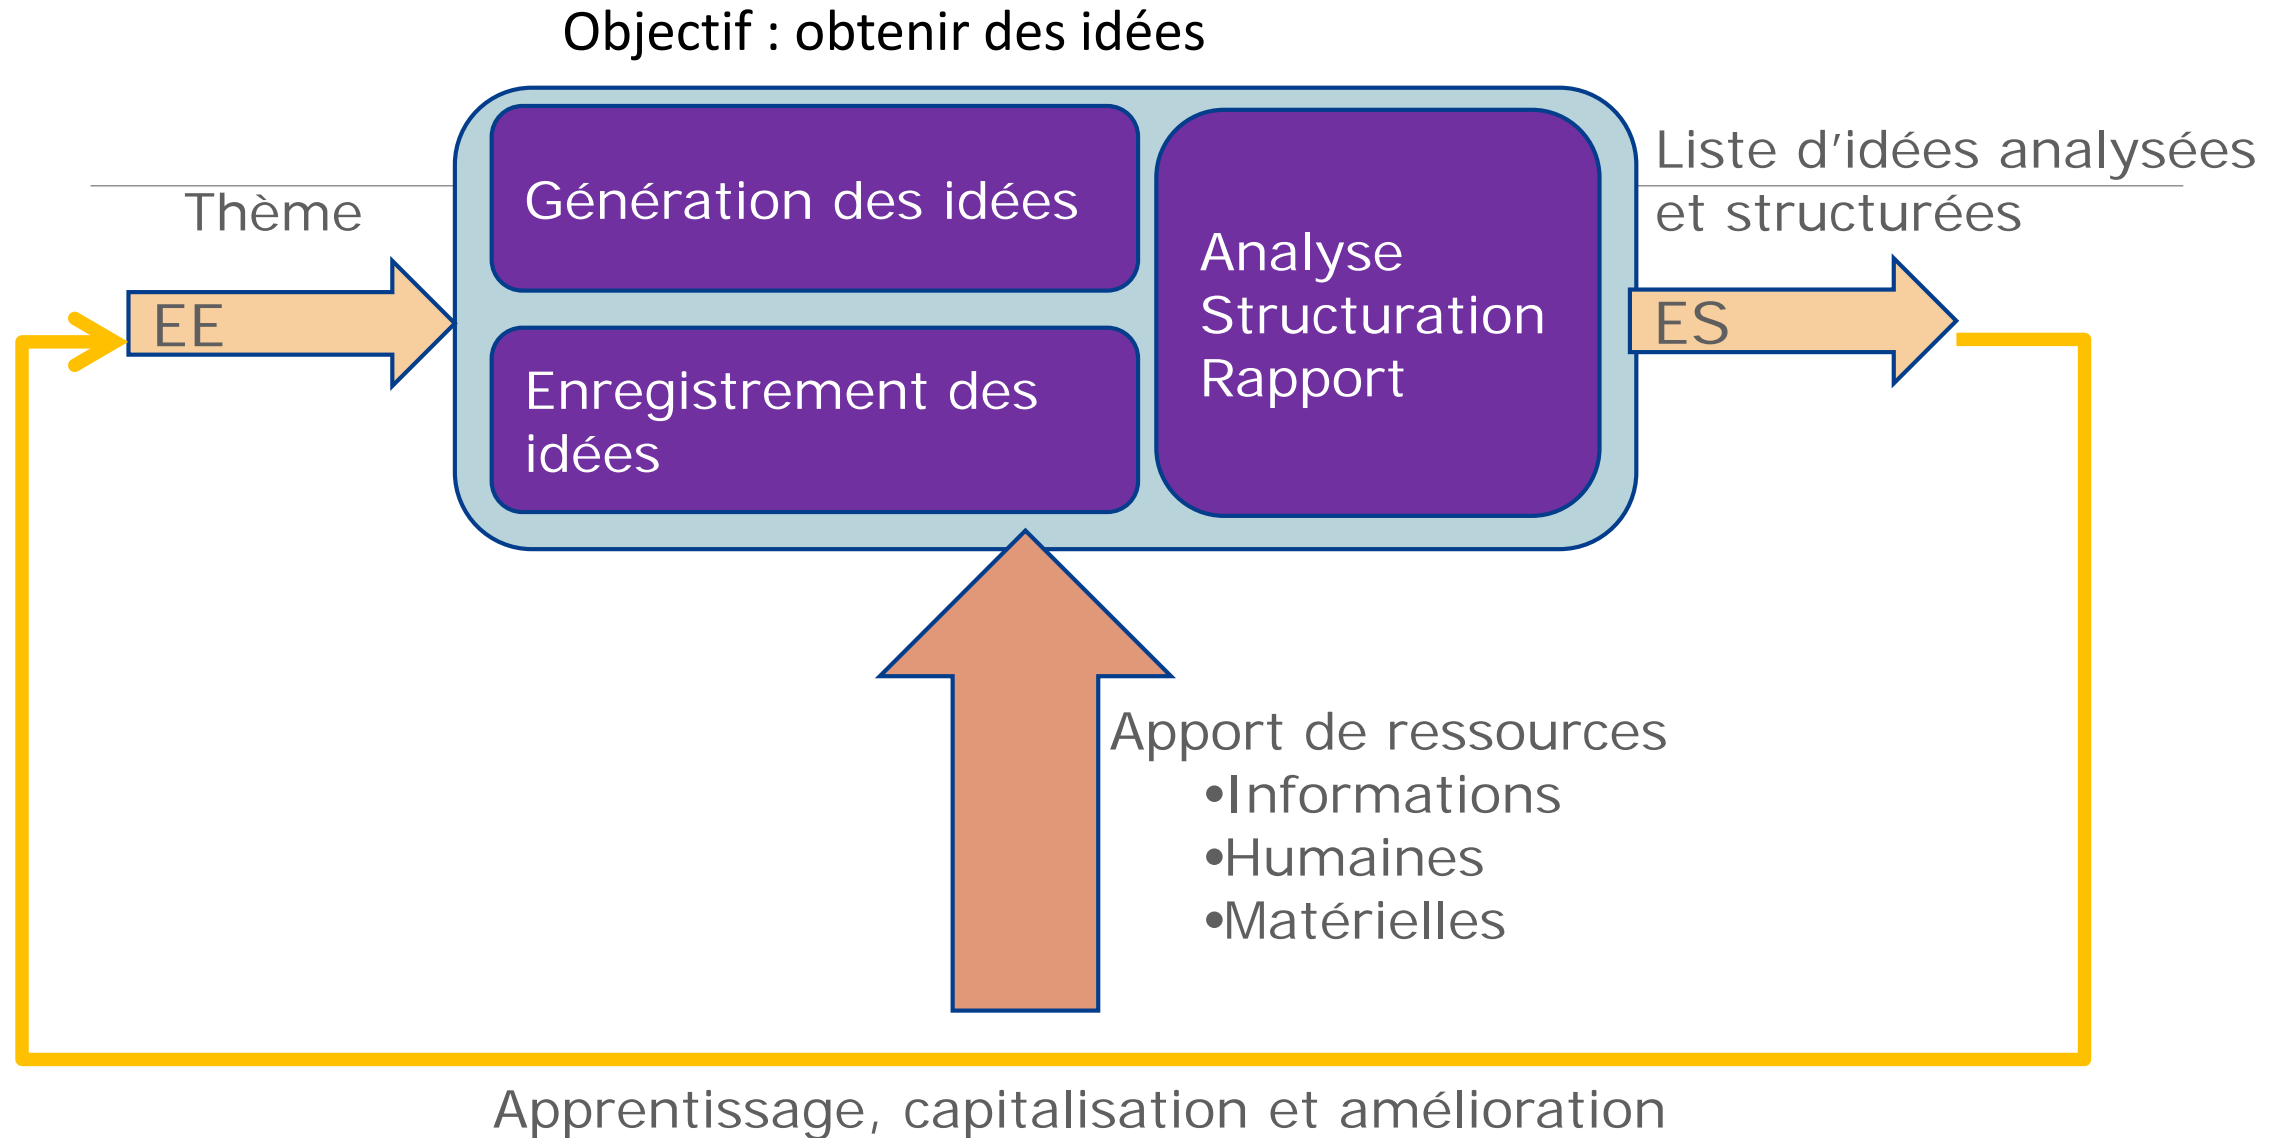 Objectif : obtenir des idées
Thème
EE
Génération des idées
Enregistrement des
idées
Analyse
Structuration
Rapport
Liste d’idées analysées
et structurées
ES
Apport de ressources
•Informations
•Humaines
•Matérielles
Apprentissage, capitalisation et amélioration